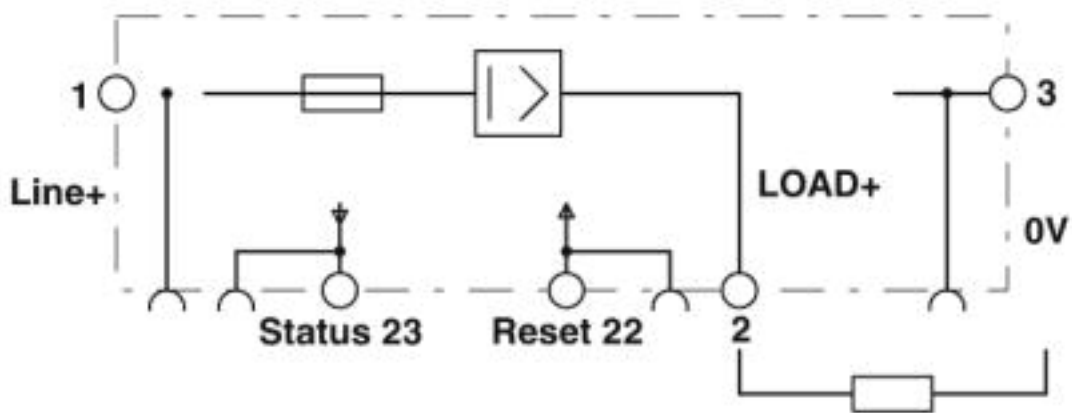 1
3
Line+
LOAD+
0V
Status 23
Reset 22
2